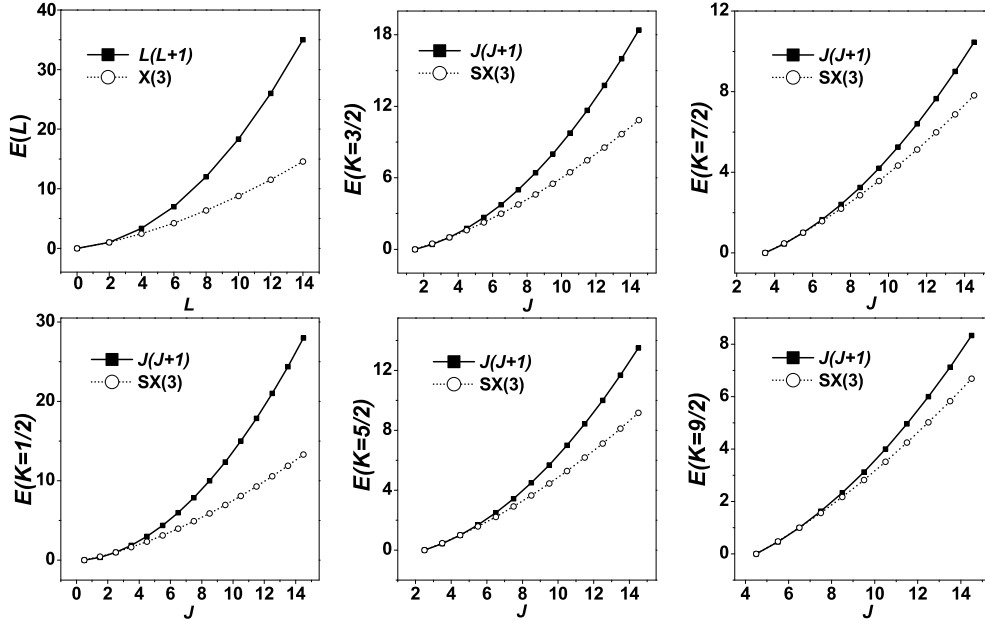 40
30
20
10
0
E(L)
L(L+1)
X(3)
0 2 4 6 8 10 12 14
L
18
12
6
0
E(K=3/2)
J(J+1)
SX(3)
2 4 6 8 10 12 14
J
12
8
4
0
E(K=7/2)
J(J+1)
SX(3)
2 4 6 8 10 12 14
J
30
20
10
0
E(K=1/2)
J(J+1)
SX(3)
0 2 4 6 8 10 12 14
J
12
8
4
0
E(K=5/2)
J(J+1)
SX(3)
2 4 6 8 10 12 14
J
8
6
4
2
0
E(K=9/2)
J(J+1)
SX(3)
4 6 8 10 12 14
J